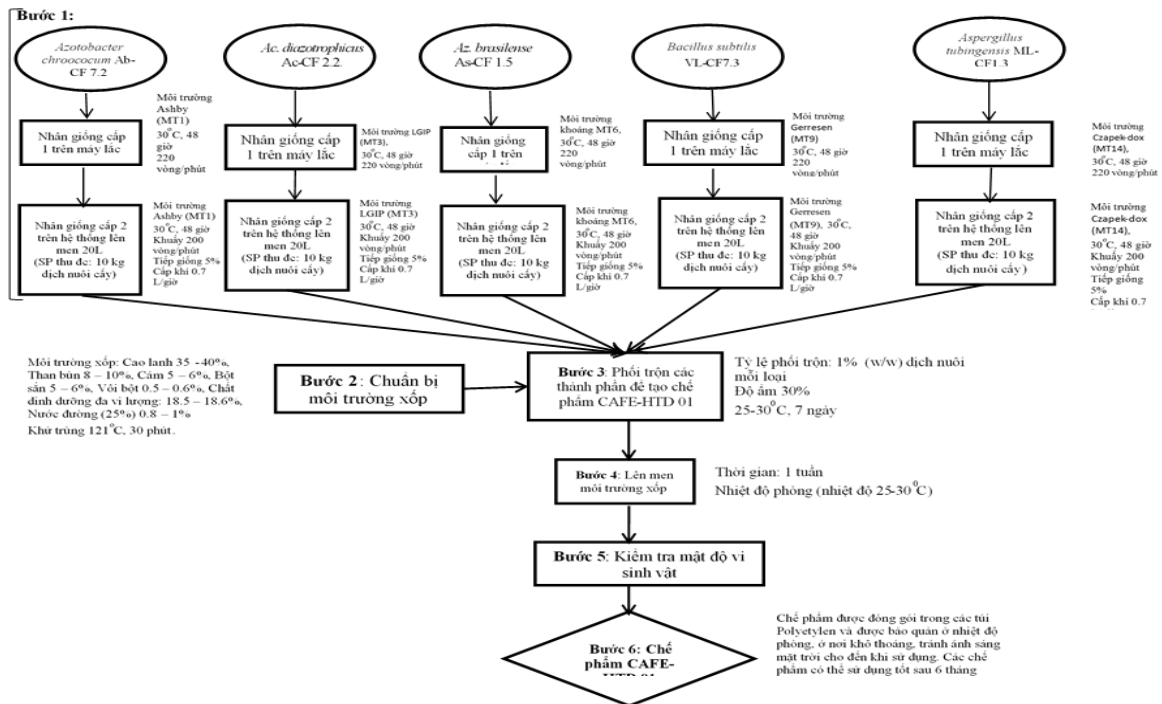 Bước 1:
Azotobacter
chroococum Ab-
CF 7.2
Ac. diazotrophicus
Ac-CF 2.2.
Az. brasilense
As-CF 1.5
Bacillus subtilis
VL-CF7.3
Aspergillus
tubingensis ML-
CF1.3
Nhân giống cấp
1 trên máy lắc
Môi trường
Ashby
(MT1)
30°C, 48
giờ
220
vòng/phút
Nhân giống cấp
1 trên máy lắc
Môi trường LGIP
(MT3),
30°C, 48 giờ
220 vòng/phút
Nhân giống
cấp 1 trên
Môi trường
khoáng MT6,
30°C, 48 giờ
220
vòng/phút
Nhân giống cấp
1 trên máy lắc
Môi trường
Gerresen
(MT9)
30°C, 48 giờ
220
vòng/phút
Nhân giống cấp
1 trên máy lắc
Môi trường
Czapek-dox
(MT14),
30°C, 48 giờ
220 vòng/phút
Nhân giống cấp 2
trên hệ thống lên
men 20L
(SP thu đc: 10 kg
dịch nuôi cấy)
Môi trường
Ashby (MT1)
30°C, 48 giờ
Khuấy 200
vòng/phút
Tiếp giống 5%
Cấp khí 0.7
L/giờ
Nhân giống cấp 2
trên hệ thống lên
men 20L
(SP thu đc: 10 kg
dịch nuôi cấy)
Môi trường
LGIP (MT3)
30°C, 48 giờ
Khuấy 200
vòng/phút
Tiếp giống 5%
Cấp khí 0.7
L/giờ
Nhân giống cấp 2
trên hệ thống lên
men 20L
(SP thu đc: 10 kg
dịch nuôi cấy)
Môi trường
khoáng MT6,
30°C, 48 giờ
Khuấy 200
vòng/phút
Tiếp giống 5%
Cấp khí 0.7
L/giờ
Nhân giống cấp 2
trên hệ thống lên
men 20L
(SP thu đc: 10 kg
dịch nuôi cấy)
Môi trường
Gerresen
(MT9), 30°C,
48 giờ
Khuấy 200
vòng/phút
Tiếp giống 5%
Cấp khí 0.7
L/giờ
Nhân giống cấp 2
trên hệ thống lên
men 20L
(SP thu đc: 10 kg
dịch nuôi cấy)
Môi trường
Czapek-dox
(MT14),
30°C, 48 giờ
Khuấy 200
vòng/phút
Tiếp giống
5%
Cấp khí 0.7
Môi trường xốp: Cao lanh 35 -40%,
Than bùn 8 – 10%, Cám 5 – 6%, Bột
sắn 5 – 6%, Vôi bột 0.5 – 0.6%, Chất
dinh dưỡng đa vi lượng: 18.5 – 18.6%,
Nước đường (25%) 0.8 – 1%
Khử trùng 121°C, 30 phút.
Bước 2 : Chuẩn bị
môi trường xốp
Bước 3: Phối trộn các
thành phần để tạo chế
phẩm CAFE-HTD 01
Tỷ lệ phối trộn: 1% (w/w) dịch nuôi
mỗi loại
Độ ẩm 30%
25-30°C, 7 ngày
Bước 4: Lên men
môi trường xốp
Thời gian: 1 tuần
Nhiệt độ phòng (nhiệt độ 25-30°C)
Bước 5: Kiểm tra mật độ vi
sinh vật
Bước 6: Chế
phẩm CAFE-
HTD 01
Chế phẩm được đóng gói trong các túi
Polyetylen và được bảo quản ở nhiệt độ
phòng, ở nơi khô thoáng, tránh ánh sáng
mặt trời cho đến khi sử dụng. Các chế
phẩm có thể sử dụng tốt sau 6 tháng